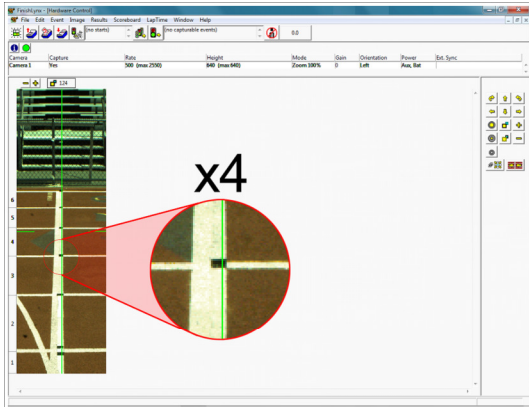 FinishLynx - [Hardware Control]
File Edit Event Image Results Scoreboard LapTime Window Help
(no starts) (no capturable events) 0.0
Camera Capture Rate Height Mode Gain Orientation Power Ext. Sync
Camera 1 Yes 500 (max 2550) 640 (max 640) Zoom 100% 0 Left Aux, Bat
124
x4
6
5
4
3
2
1